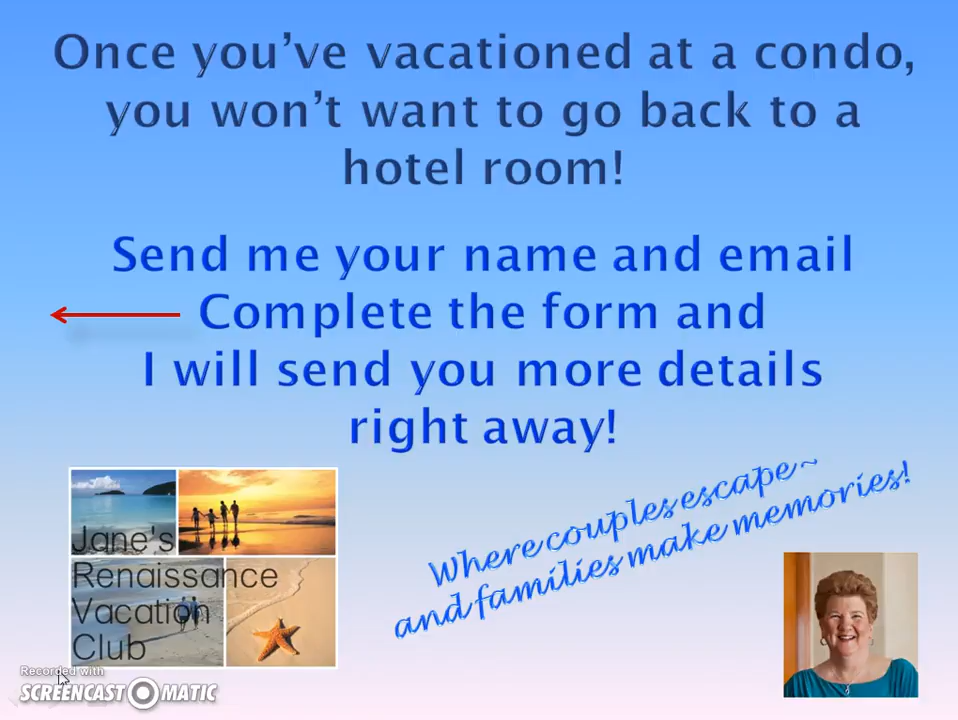 Once you’ve vacationed at a condo,
you won’t want to go back to a
hotel room!
Send me your name and email
Complete the form and
I will send you more details
right away!
Where couples escape ~
and families make memories!
Jane's
Renaissance
Vacation
Club
Recorded with
SCREENCAST-O-MATIC